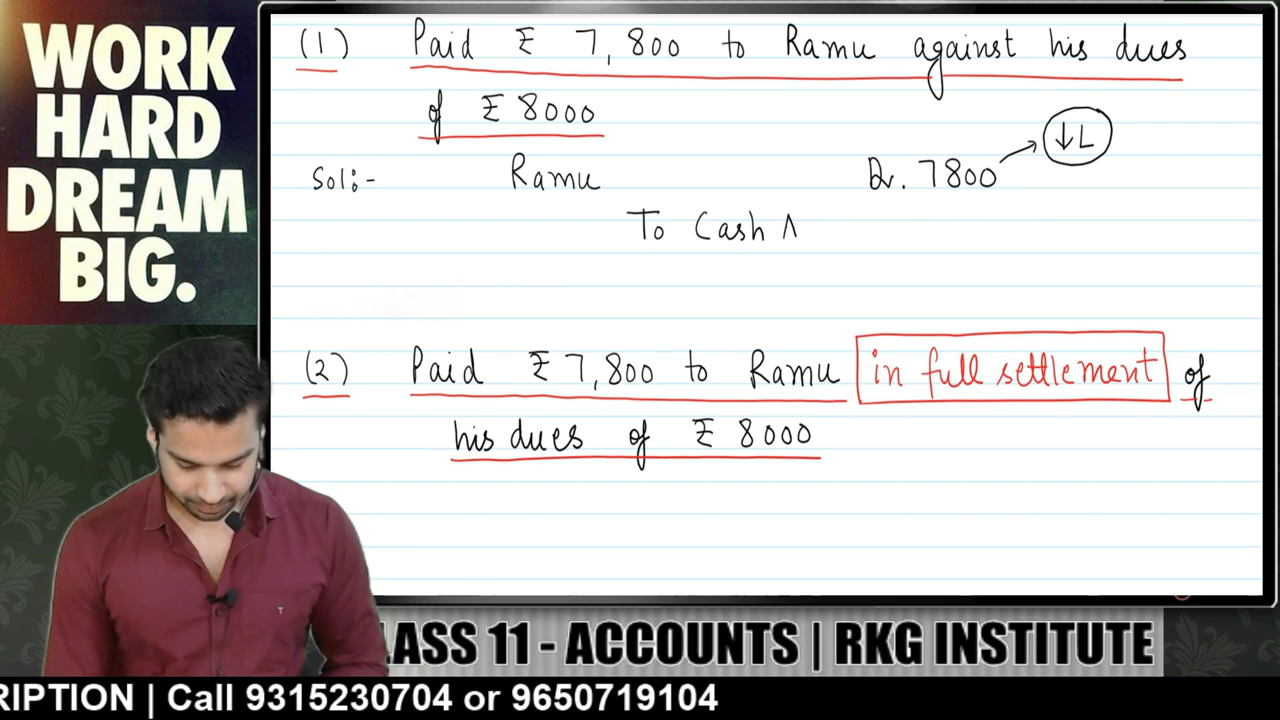 WORK
HARD
DREAM
BIG.
(1) Paid ₹ 7,800 to Ramu against his dues
of ₹ 8000
Sol:- Ramu Dr. 7800 ↓L
To Cash A
(2) Paid ₹ 7,800 to Ramu in full settlement of
his dues of ₹ 8000
LASS 11 - ACCOUNTS | RKG INSTITUTE
RIPTION | Call 9315230704 or 9650719104